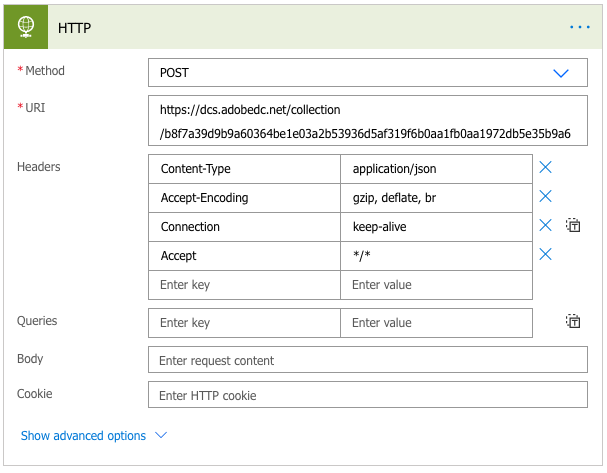 HTTP
* Method
POST
* URI
https://dcs.adobedc.net/collection
/b8f7a39d9b9a60364be1e03a2b53936d5af319f6b0aa1fb0aa1972db5e35b9a6
Headers
Content-Type application/json
Accept-Encoding gzip, deflate, br
Connection keep-alive
Accept */*
Enter key Enter value
Queries
Enter key Enter value
Body
Enter request content
Cookie
Enter HTTP cookie
Show advanced options